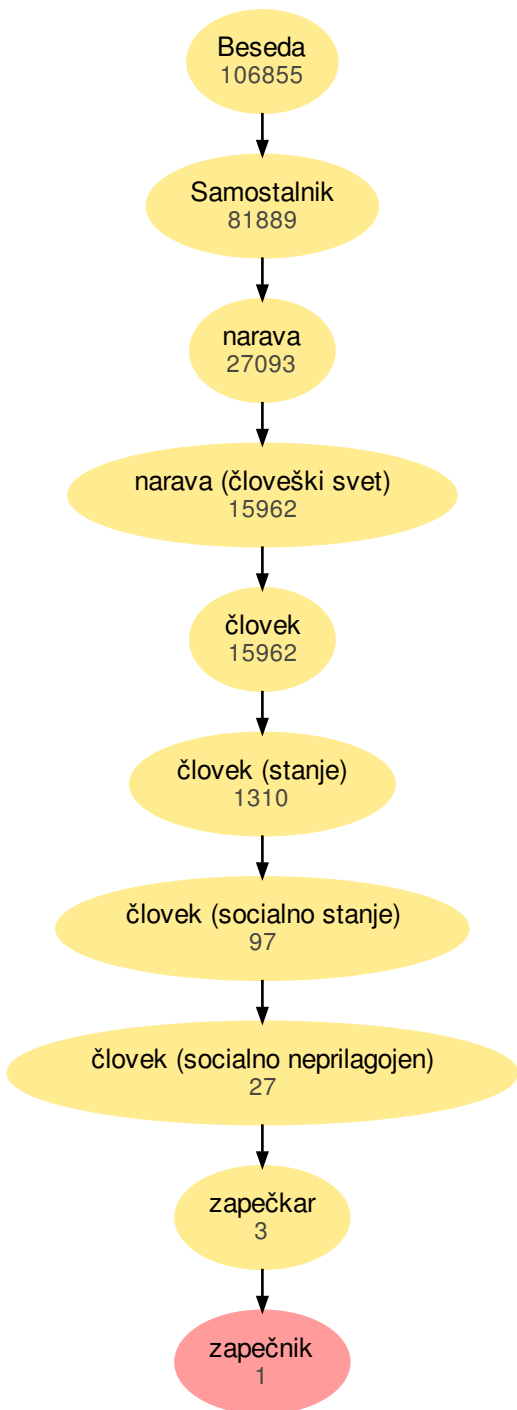 Beseda
106855
Samostalnik
81889
narava
27093
narava (človeški svet)
15962
človek
15962
človek (stanje)
1310
človek (socialno stanje)
97
človek (socialno neprilagojen)
27
zapečkar
3
zapečnik
1